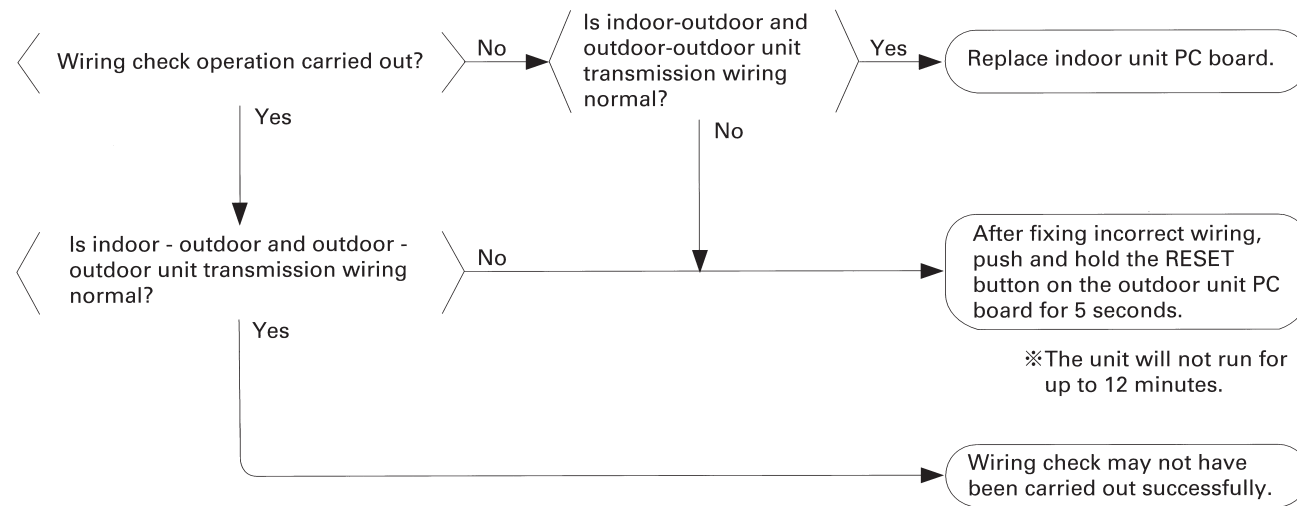 Wiring check operation carried out?
No
Is indoor-outdoor and
outdoor-outdoor unit
transmission wiring
normal?
Yes
Replace indoor unit PC board.
Yes
No
Is indoor - outdoor and outdoor -
outdoor unit transmission wiring
normal?
No
After fixing incorrect wiring,
push and hold the RESET
button on the outdoor unit PC
board for 5 seconds.
Yes
※The unit will not run for
up to 12 minutes.
Wiring check may not have
been carried out successfully.